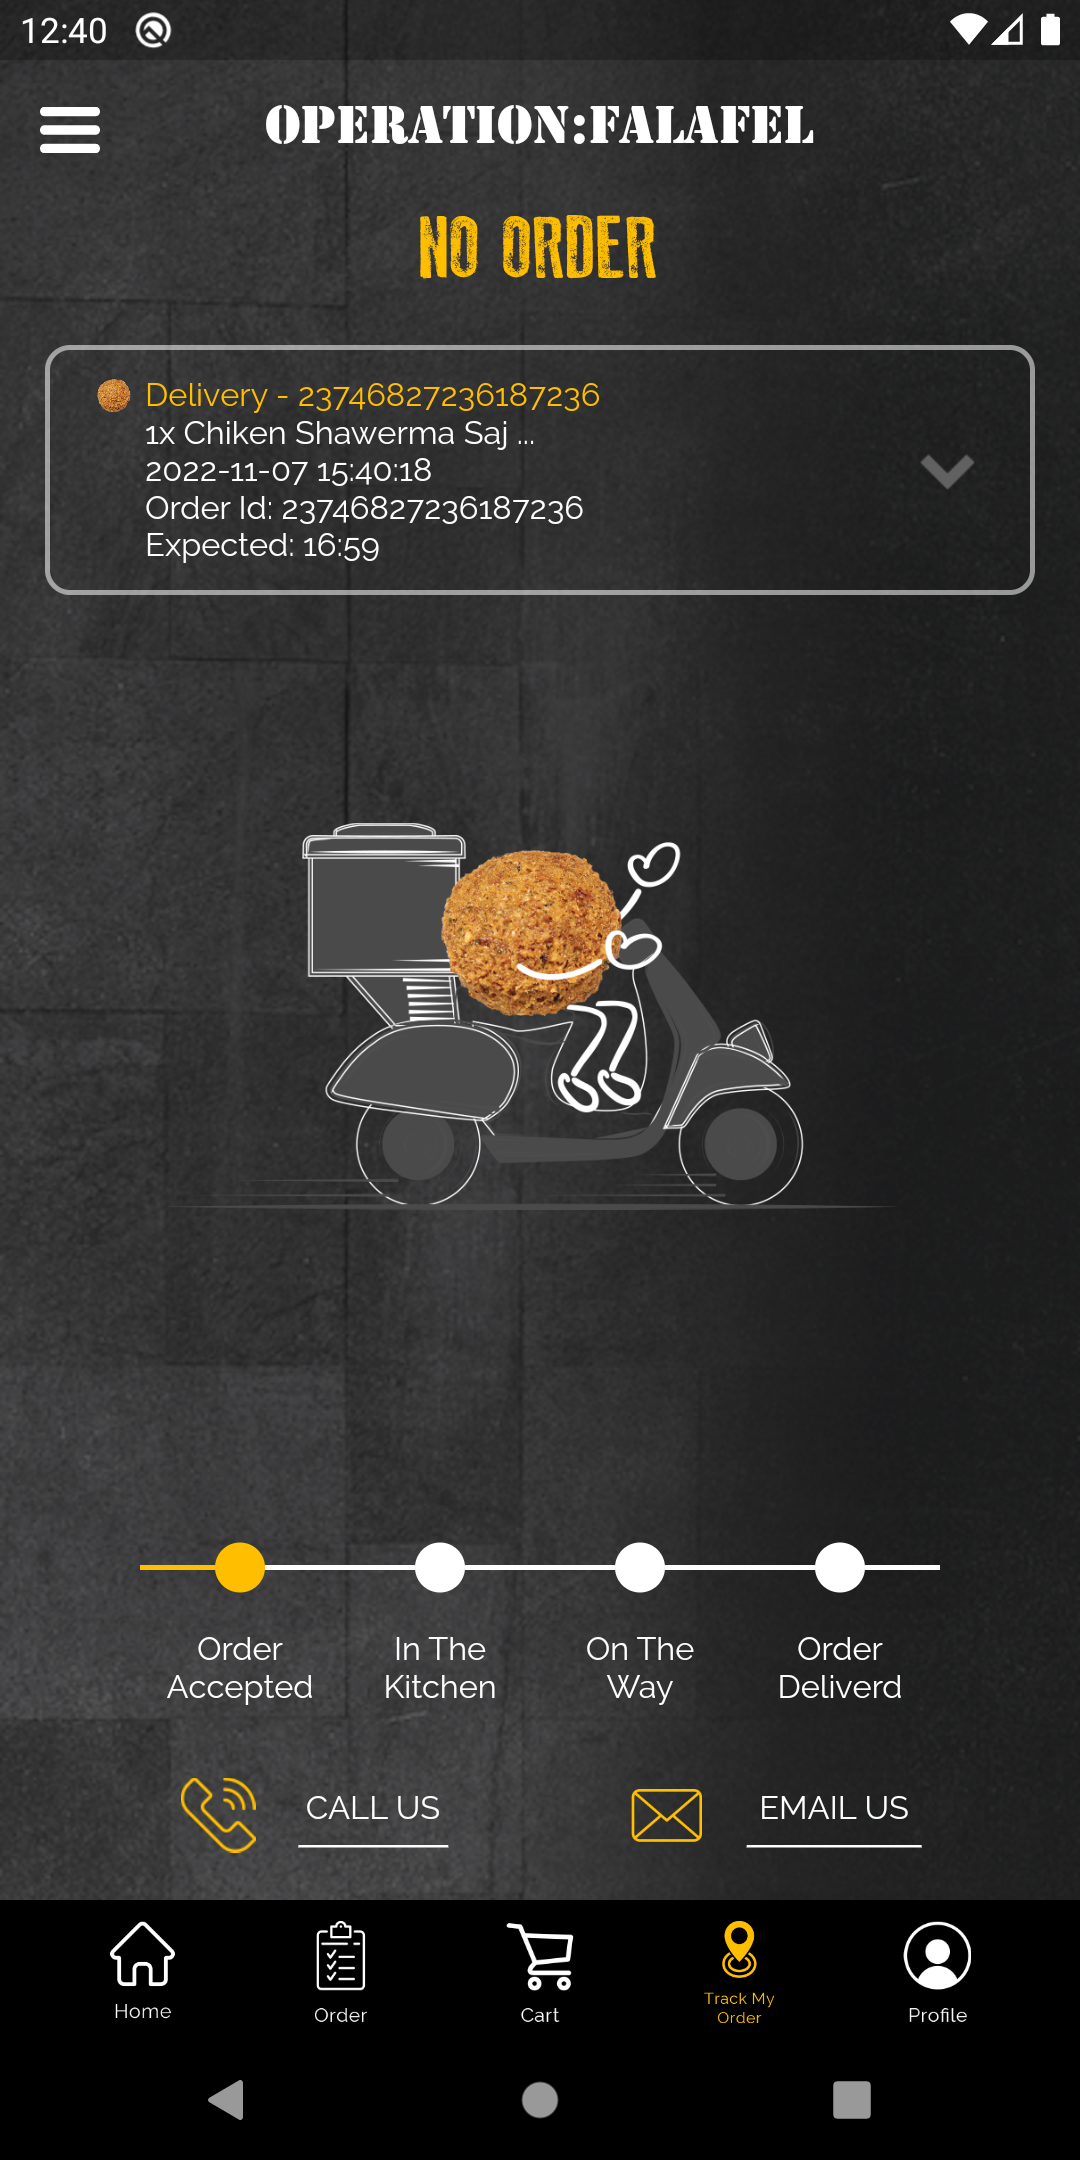 12:40
OPERATION:FALAFEL
NO ORDER
Delivery - 23746827236187236
1x Chiken Shawerma Saj ...
2022-11-07 15:40:18
Order Id: 23746827236187236
Expected: 16:59
Order Accepted
In The Kitchen
On The Way
Order Deliverd
CALL US
EMAIL US
Home
Order
Cart
Track My Order
Profile